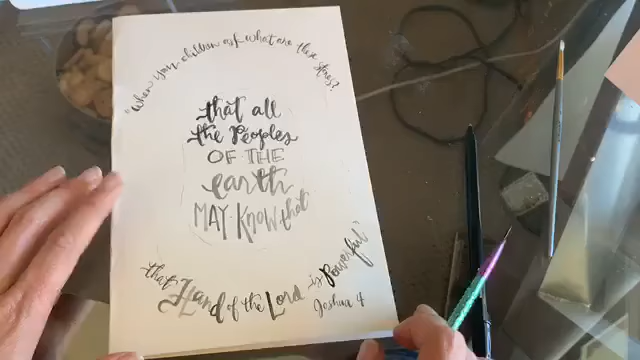 "When your children ask what are these stones?
that all
the Peoples
OF THE
earth
MAY KNOW that
that Hand of the Lord is Powerful"
Joshua 4